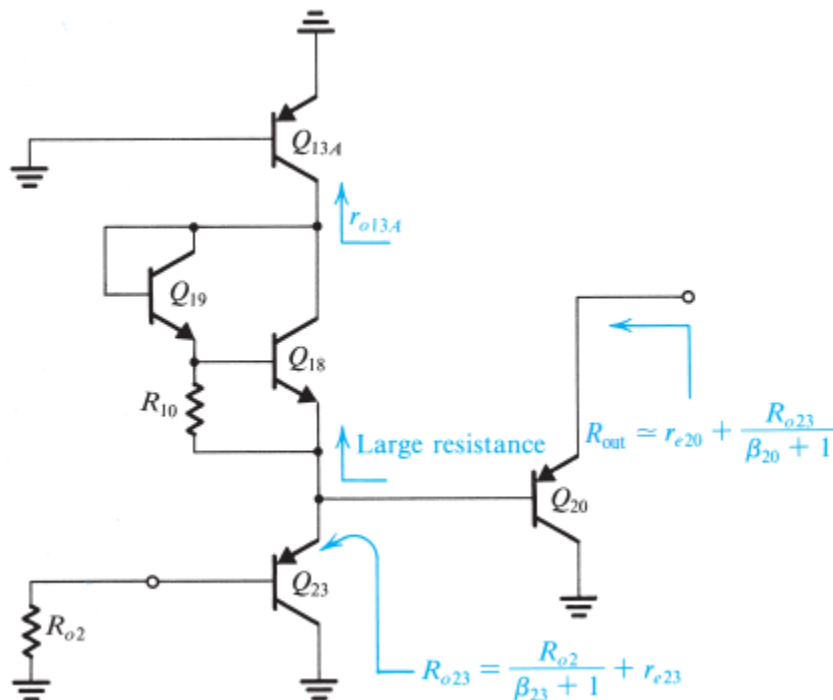 Q13A
ro13A
Q19
Q18
R10
Large resistance
Rout ≃ re20 + Ro23 / (β20 + 1)
Q20
Q23
Ro2
Ro23 = Ro2 / (β23 + 1) + re23